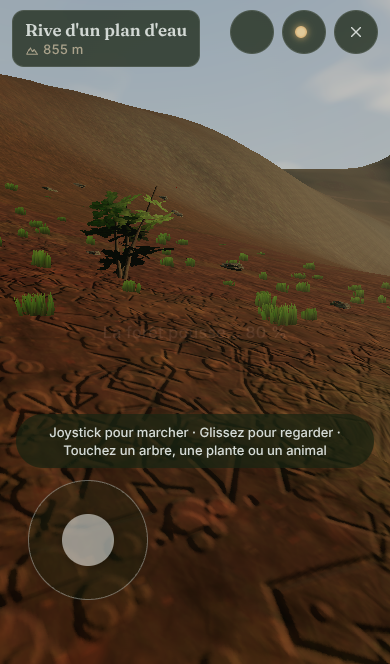 Rive d'un plan d'eau
855 m
Joystick pour marcher · Glissez pour regarder ·
Touchez un arbre, une plante ou un animal